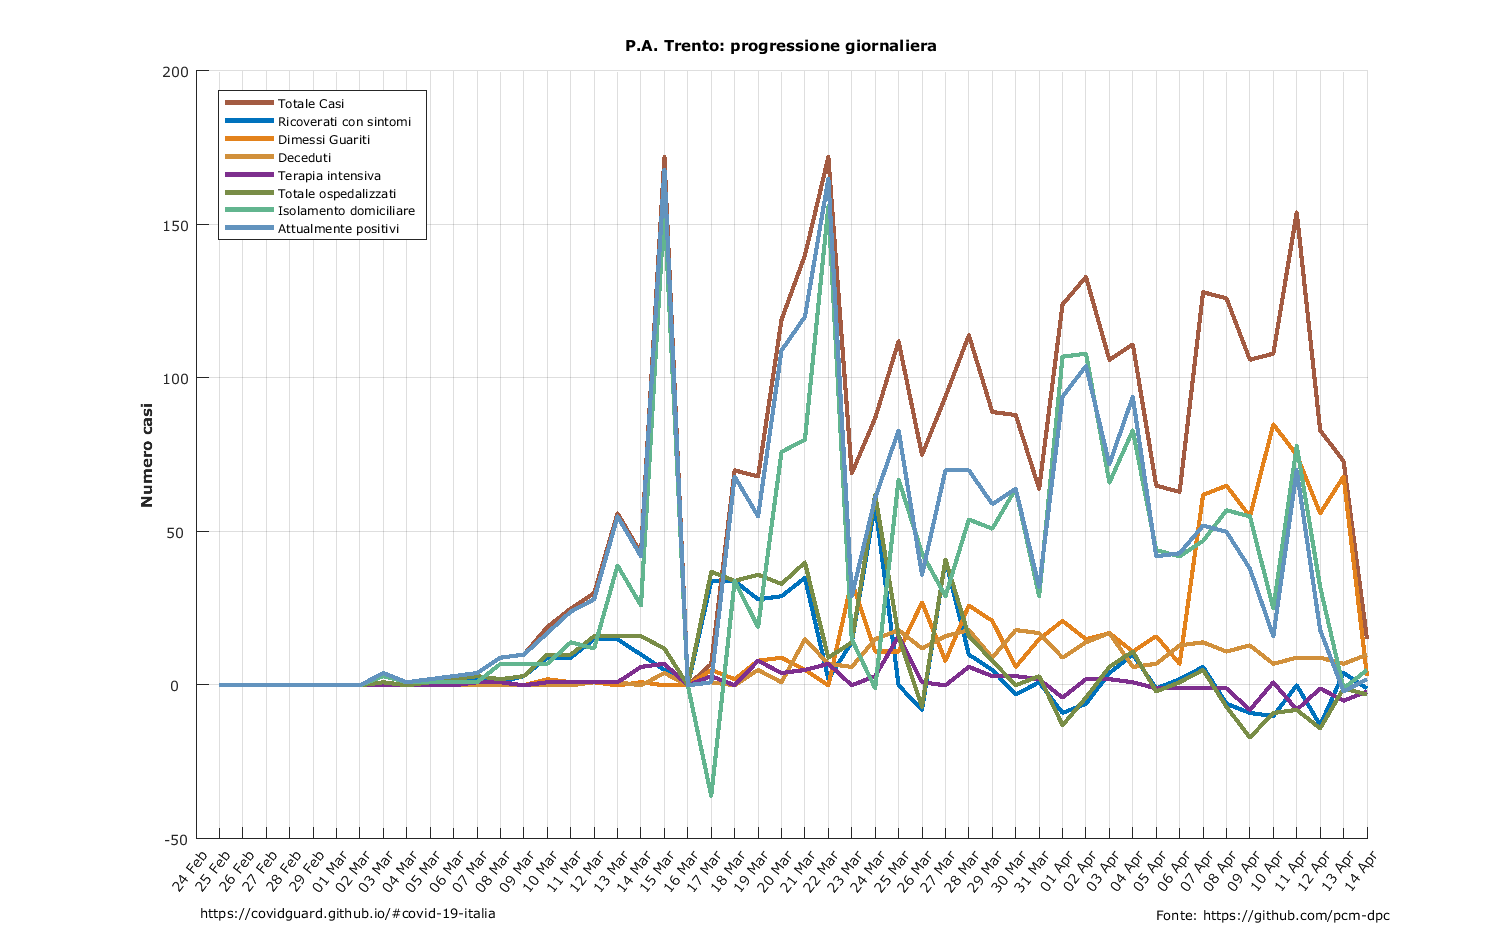 P.A. Trento: progressione giornaliera
200
150
100
50
0
-50
Numero casi
Totale Casi
Ricoverati con sintomi
Dimessi Guariti
Deceduti
Terapia intensiva
Totale ospedalizzati
Isolamento domiciliare
Attualmente positivi
24 Feb
25 Feb
26 Feb
27 Feb
28 Feb
29 Feb
01 Mar
02 Mar
03 Mar
04 Mar
05 Mar
06 Mar
07 Mar
08 Mar
09 Mar
10 Mar
11 Mar
12 Mar
13 Mar
14 Mar
15 Mar
16 Mar
17 Mar
18 Mar
19 Mar
20 Mar
21 Mar
22 Mar
23 Mar
24 Mar
25 Mar
26 Mar
27 Mar
28 Mar
29 Mar
30 Mar
31 Mar
01 Apr
02 Apr
03 Apr
04 Apr
05 Apr
06 Apr
07 Apr
08 Apr
09 Apr
10 Apr
11 Apr
12 Apr
13 Apr
14 Apr
https://covidguard.github.io/#covid-19-italia
Fonte: https://github.com/pcm-dpc